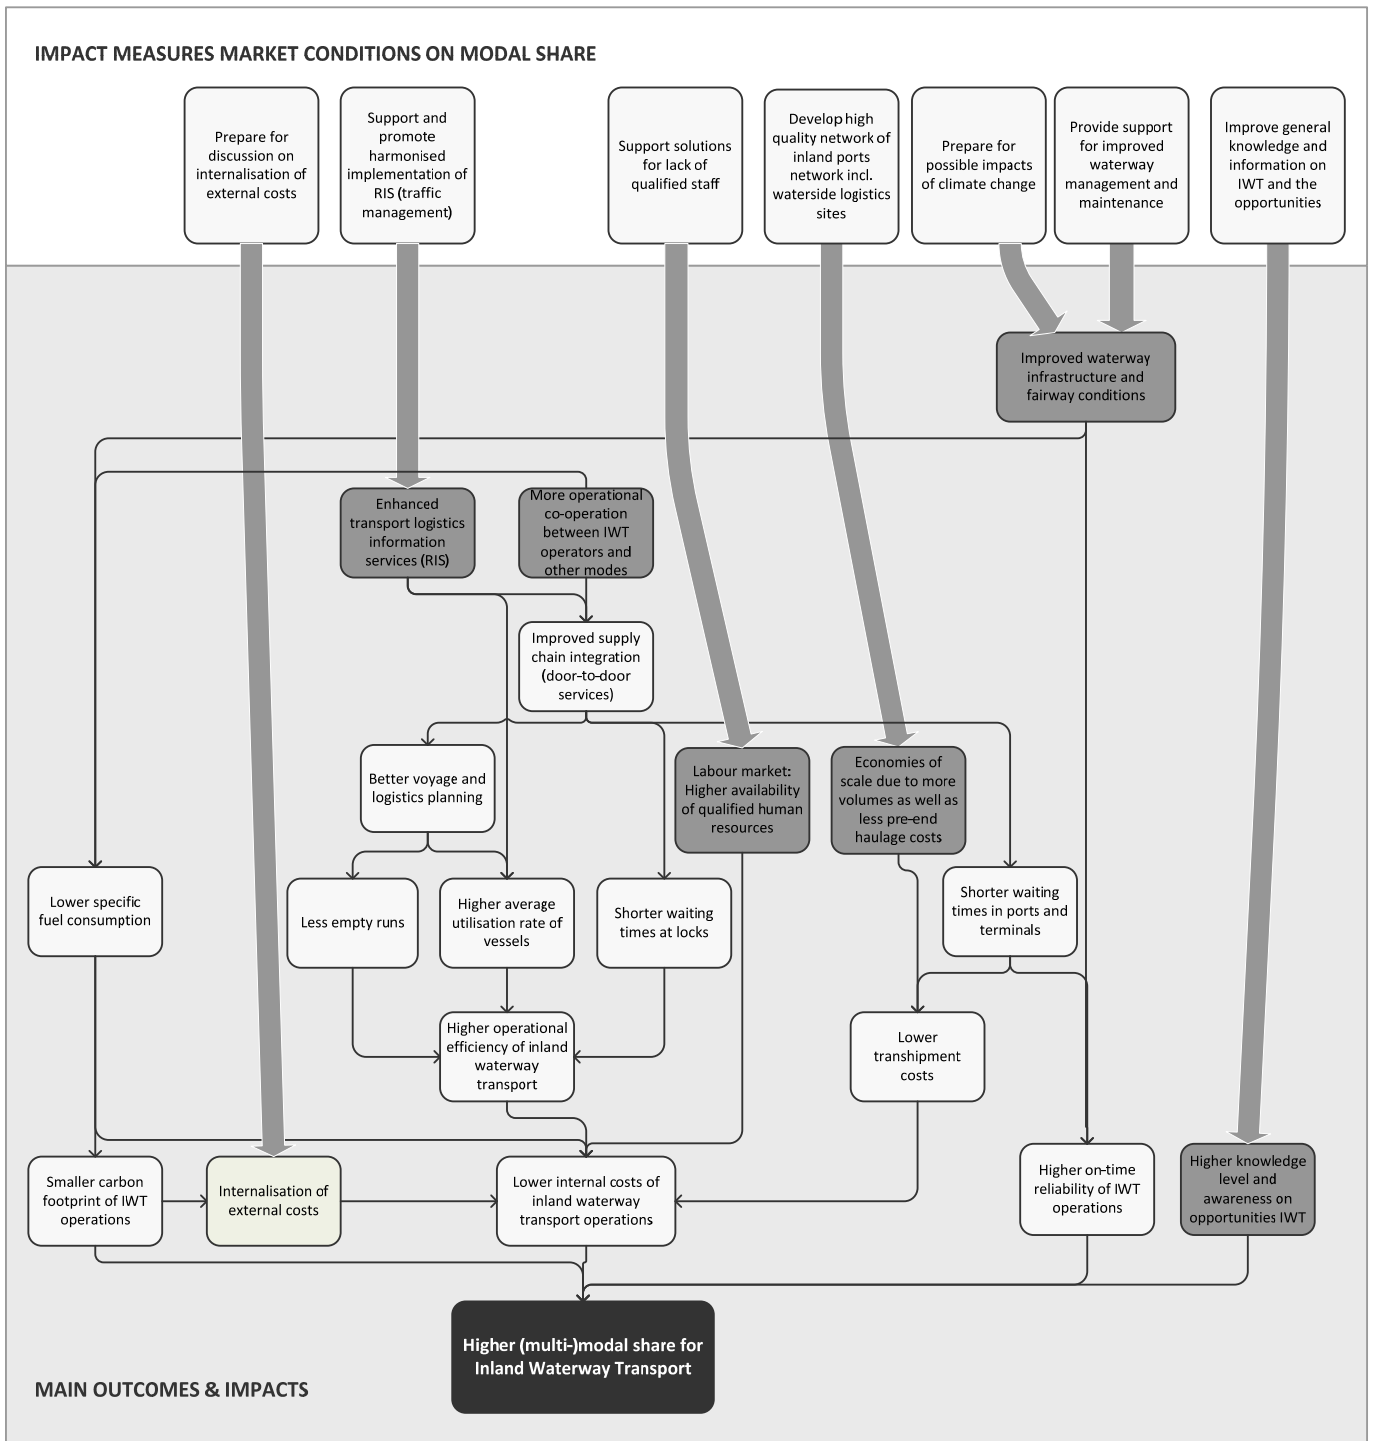 IMPACT MEASURES MARKET CONDITIONS ON MODAL SHARE
Prepare for
discussion on
internalisation of
external costs
Support and
promote
harmonised
implementation of
RIS (traffic
management)
Support solutions
for lack of
qualified staff
Develop high
quality network of
inland ports
network incl.
waterside logistics
sites
Prepare for
possible impacts
of climate change
Provide support
for improved
waterway
management and
maintenance
Improve general
knowledge and
information on
IWT and the
opportunities
Improved waterway
infrastructure and
fairway conditions
Enhanced
transport logistics
information
services (RIS)
More operational
co-operation
between IWT
operators and
other modes
Improved supply
chain integration
(door-to-door
services)
Better voyage and
logistics planning
Labour market:
Higher availability
of qualified human
resources
Economies of
scale due to more
volumes as well as
less pre-end
haulage costs
Lower specific
fuel consumption
Less empty runs
Higher average
utilisation rate of
vessels
Shorter waiting
times at locks
Shorter waiting
times in ports and
terminals
Higher operational
efficiency of inland
waterway
transport
Lower
transhipment
costs
Smaller carbon
footprint of IWT
operations
Internalisation of
external costs
Lower internal costs of
inland waterway
transport operations
Higher on-time
reliability of IWT
operations
Higher knowledge
level and
awareness on
opportunities IWT
Higher (multi-)modal share for
Inland Waterway Transport
MAIN OUTCOMES & IMPACTS